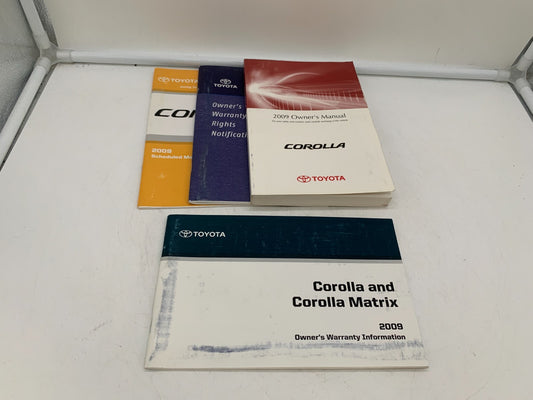 TOYOTA
CO
2009
Scheduled M
TOYOTA
Owner's
Warranty
Rights
Notificati
2009 Owner's Manual
COROLLA
TOYOTA
TOYOTA
Corolla and
Corolla Matrix
2009
Owner's Warranty Information